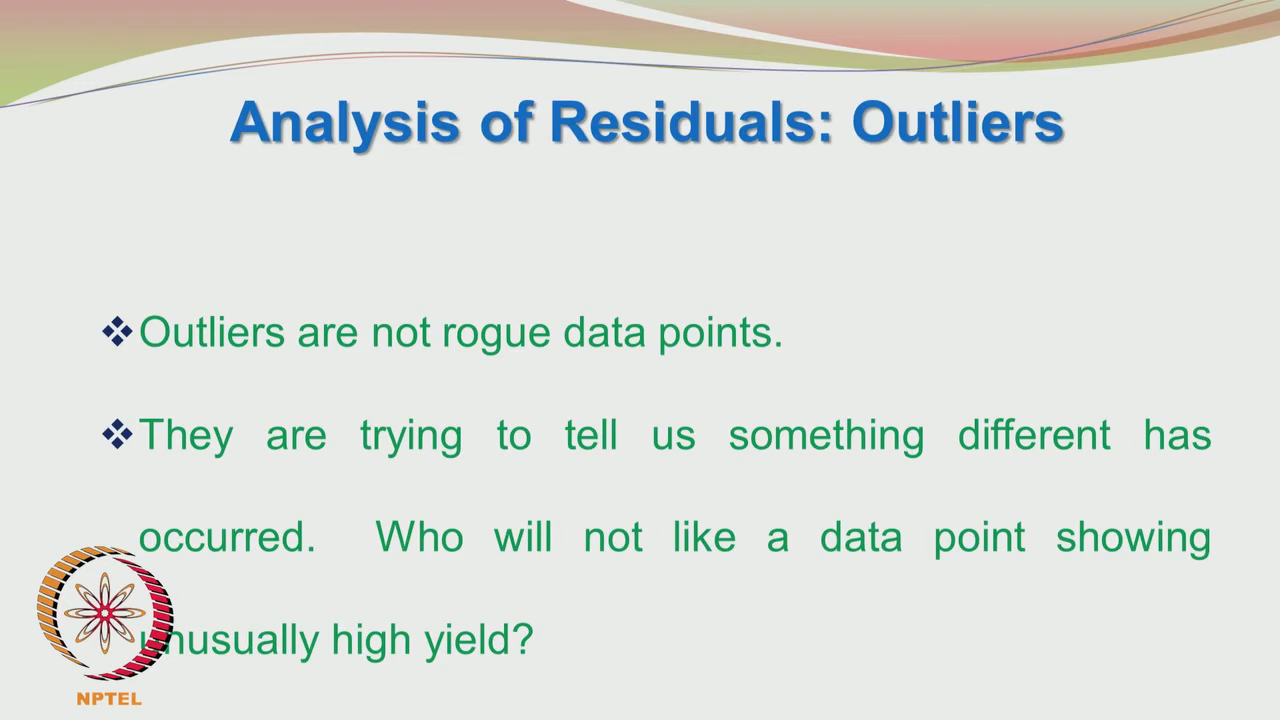 Analysis of Residuals: Outliers
❖Outliers are not rogue data points.
❖They are trying to tell us something different has
occurred. Who will not like a data point showing
unusually high yield?
NPTEL